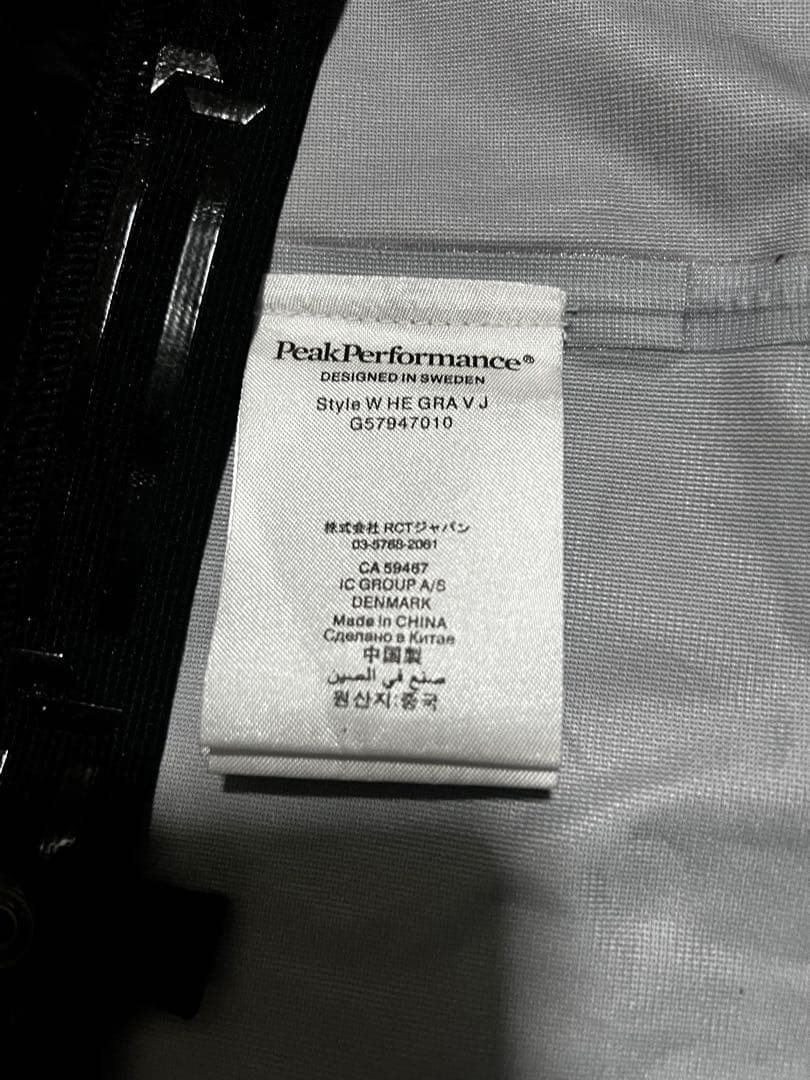 PeakPerformance®
DESIGNED IN SWEDEN
Style W HE GRA V J
G57947010
株式会社 RCTジャパン
03-5768-2061
CA 59467
IC GROUP A/S
DENMARK
Made in CHINA
Сделано в Китае
中国製
صنع في الصين
원산지:중국